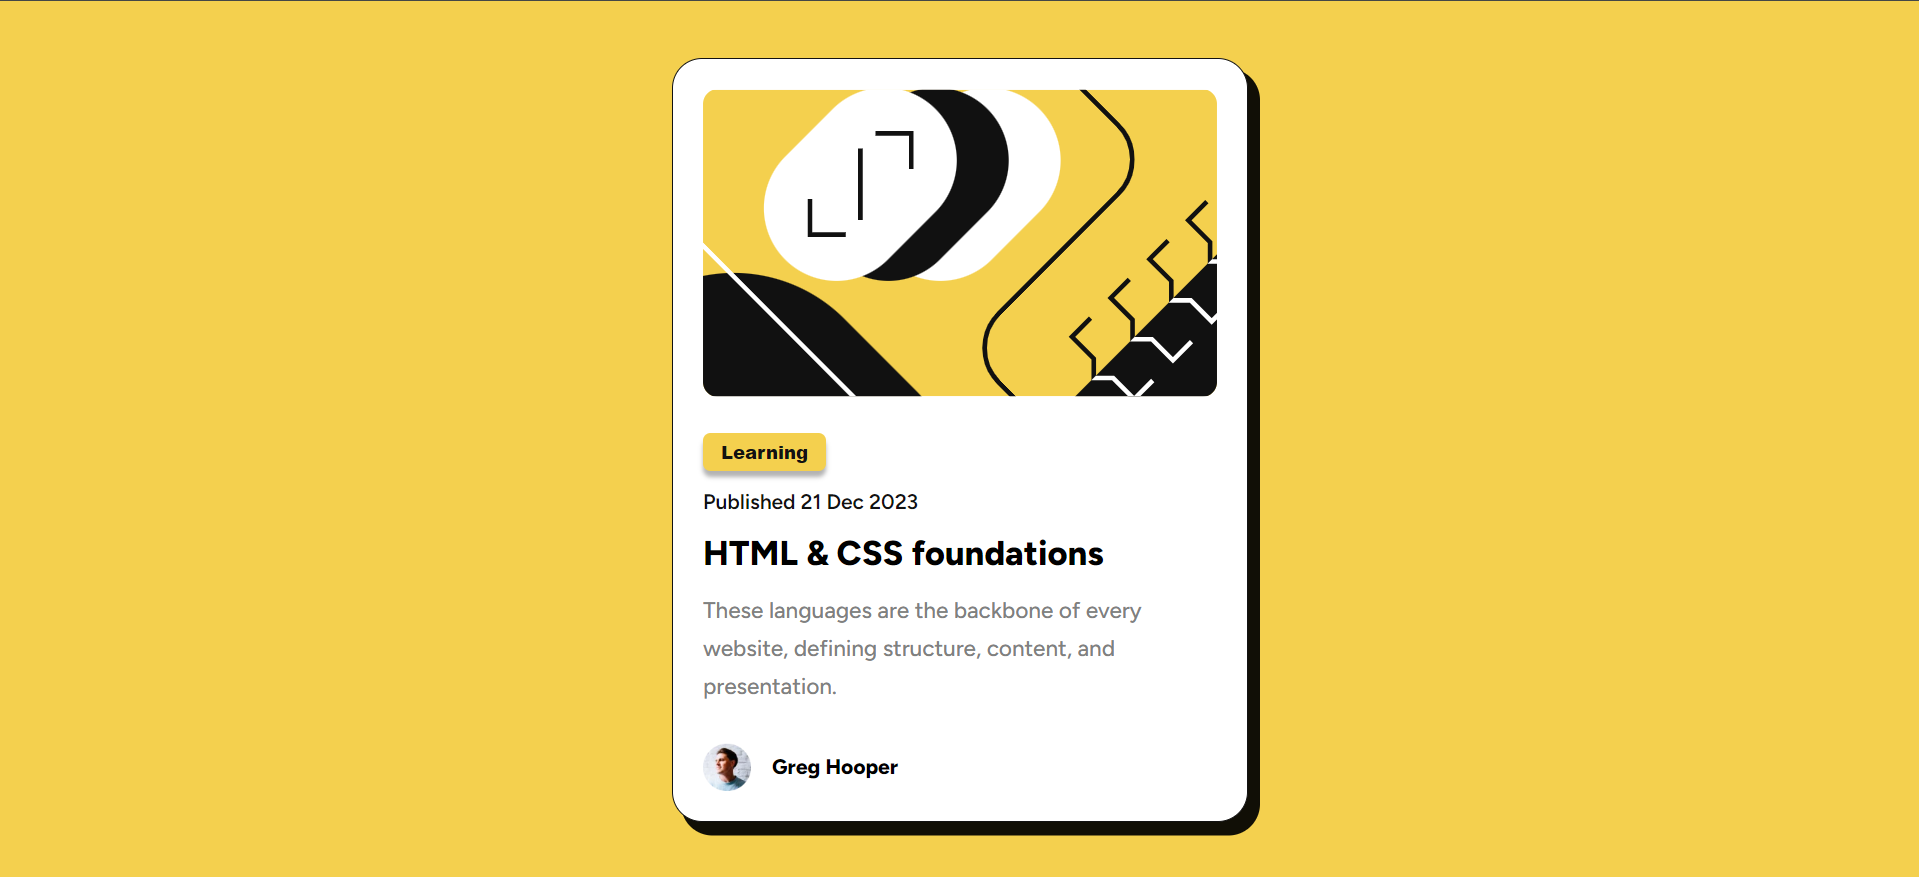 Learning
Published 21 Dec 2023
HTML & CSS foundations
These languages are the backbone of every
website, defining structure, content, and
presentation.
Greg Hooper